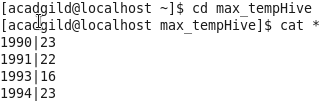 [acadgild@localhost ~]$ cd max_tempHive
[acadgild@localhost max_tempHive]$ cat *
1990|23
1991|22
1993|16
1994|23